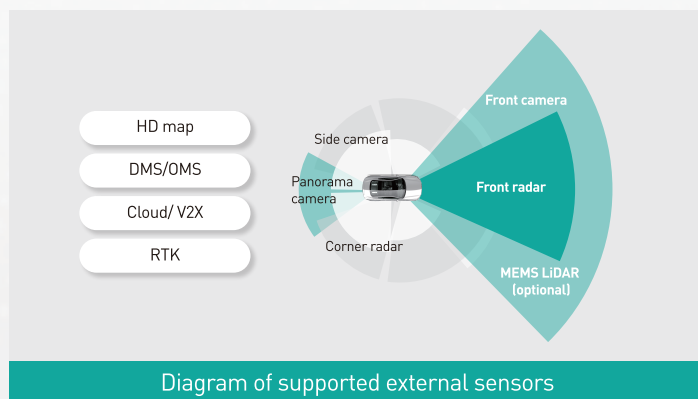 HD map
DMS/OMS
Cloud/ V2X
RTK
Side camera
Panorama
camera
Corner radar
Front camera
Front radar
MEMS LiDAR
(optional)
Diagram of supported external sensors